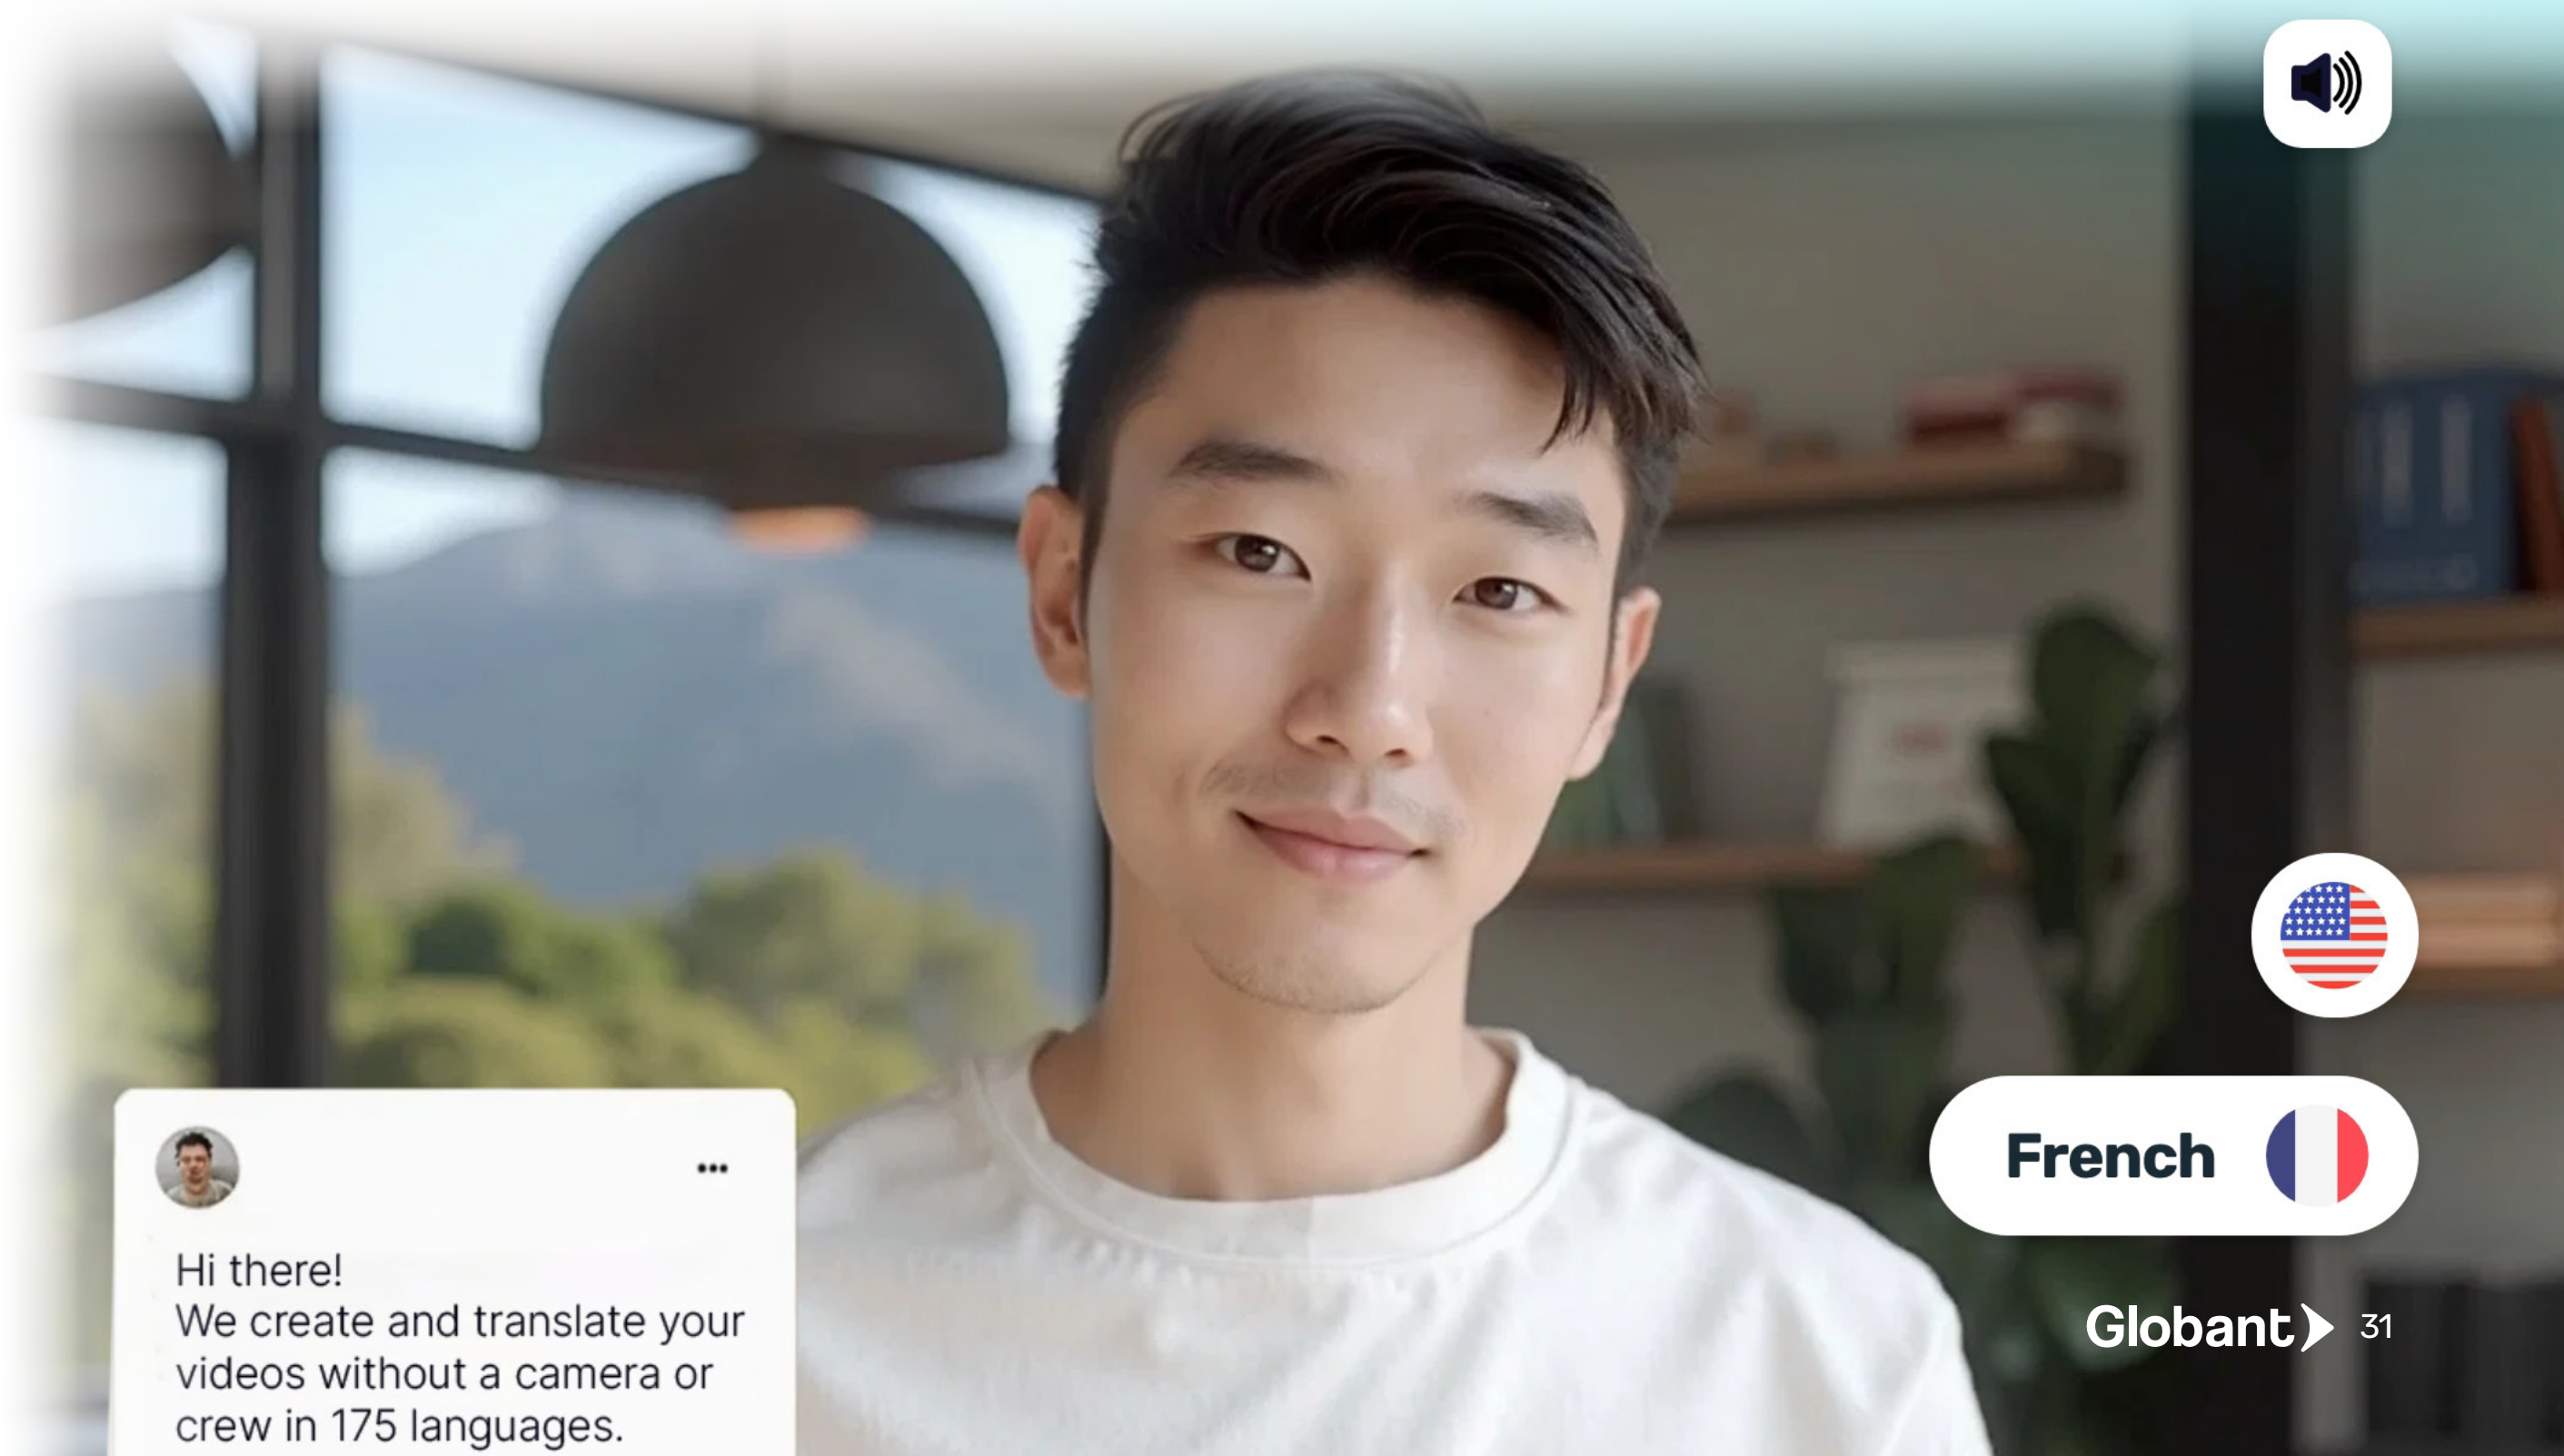 French
Globant 31
Hi there!
We create and translate your
videos without a camera or
crew in 175 languages.